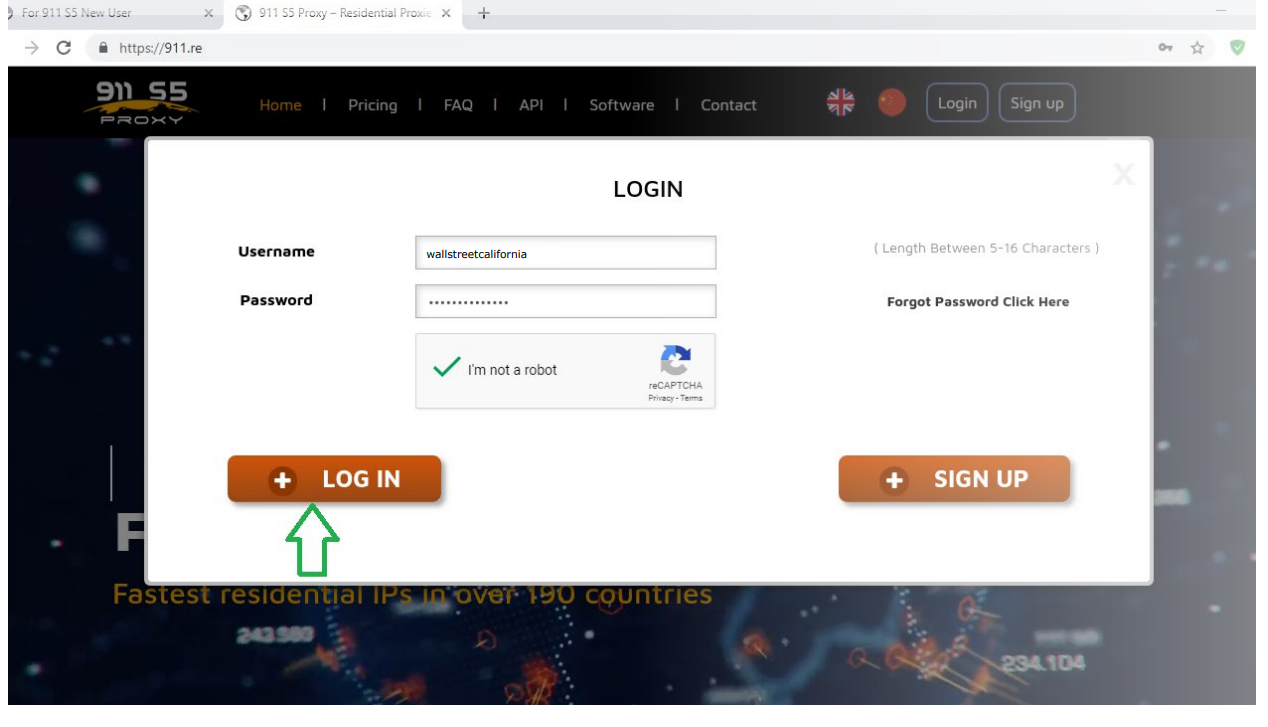 For 911 S5 New User
911 S5 Proxy – Residential Proxie
https://911.re
911 S5
PROXY
Home | Pricing | FAQ | API | Software | Contact
Login
Sign up
X
LOGIN
Username
wallstreetcalifornia
( Length Between 5-16 Characters )
Password
••••••••••••••
Forgot Password Click Here
I'm not a robot
reCAPTCHA
Privacy - Terms
LOG IN
SIGN UP
F
Fastest residential IPs in over 190 countries
234.104